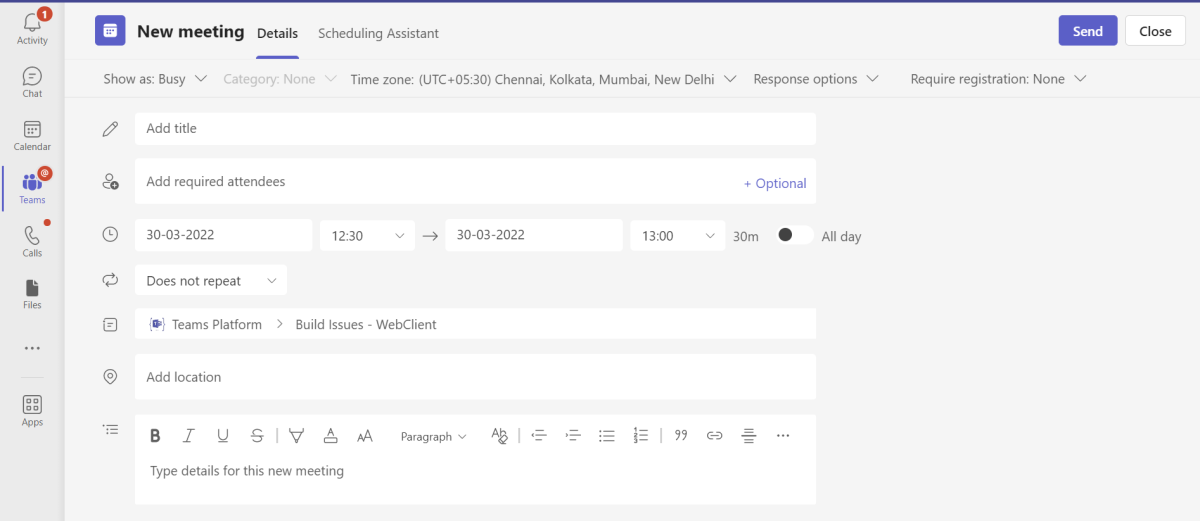 1
Activity
Chat
Calendar
@
Teams
Calls
Files
Apps
New meeting Details Scheduling Assistant Send Close
Show as: Busy Category: None Time zone: (UTC+05:30) Chennai, Kolkata, Mumbai, New Delhi Response options Require registration: None
Add title
Add required attendees + Optional
30-03-2022 12:30 → 30-03-2022 13:00 30m All day
Does not repeat
Teams Platform > Build Issues - WebClient
Add location
B I U S A AA Paragraph Ab
Type details for this new meeting